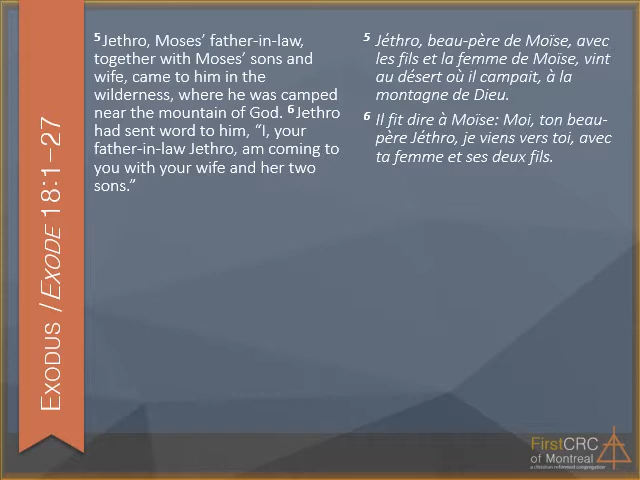 Exodus / Exode 18:1–27
⁵Jethro, Moses’ father-in-law,
together with Moses’ sons and
wife, came to him in the
wilderness, where he was camped
near the mountain of God. ⁶Jethro
had sent word to him, “I, your
father-in-law Jethro, am coming to
you with your wife and her two
sons.”
⁵ Jéthro, beau-père de Moïse, avec
les fils et la femme de Moïse, vint
au désert où il campait, à la
montagne de Dieu.
⁶ Il fit dire à Moïse: Moi, ton beau-
père Jéthro, je viens vers toi, avec
ta femme et ses deux fils.
FirstCRC
of Montreal
a christian reformed congregation